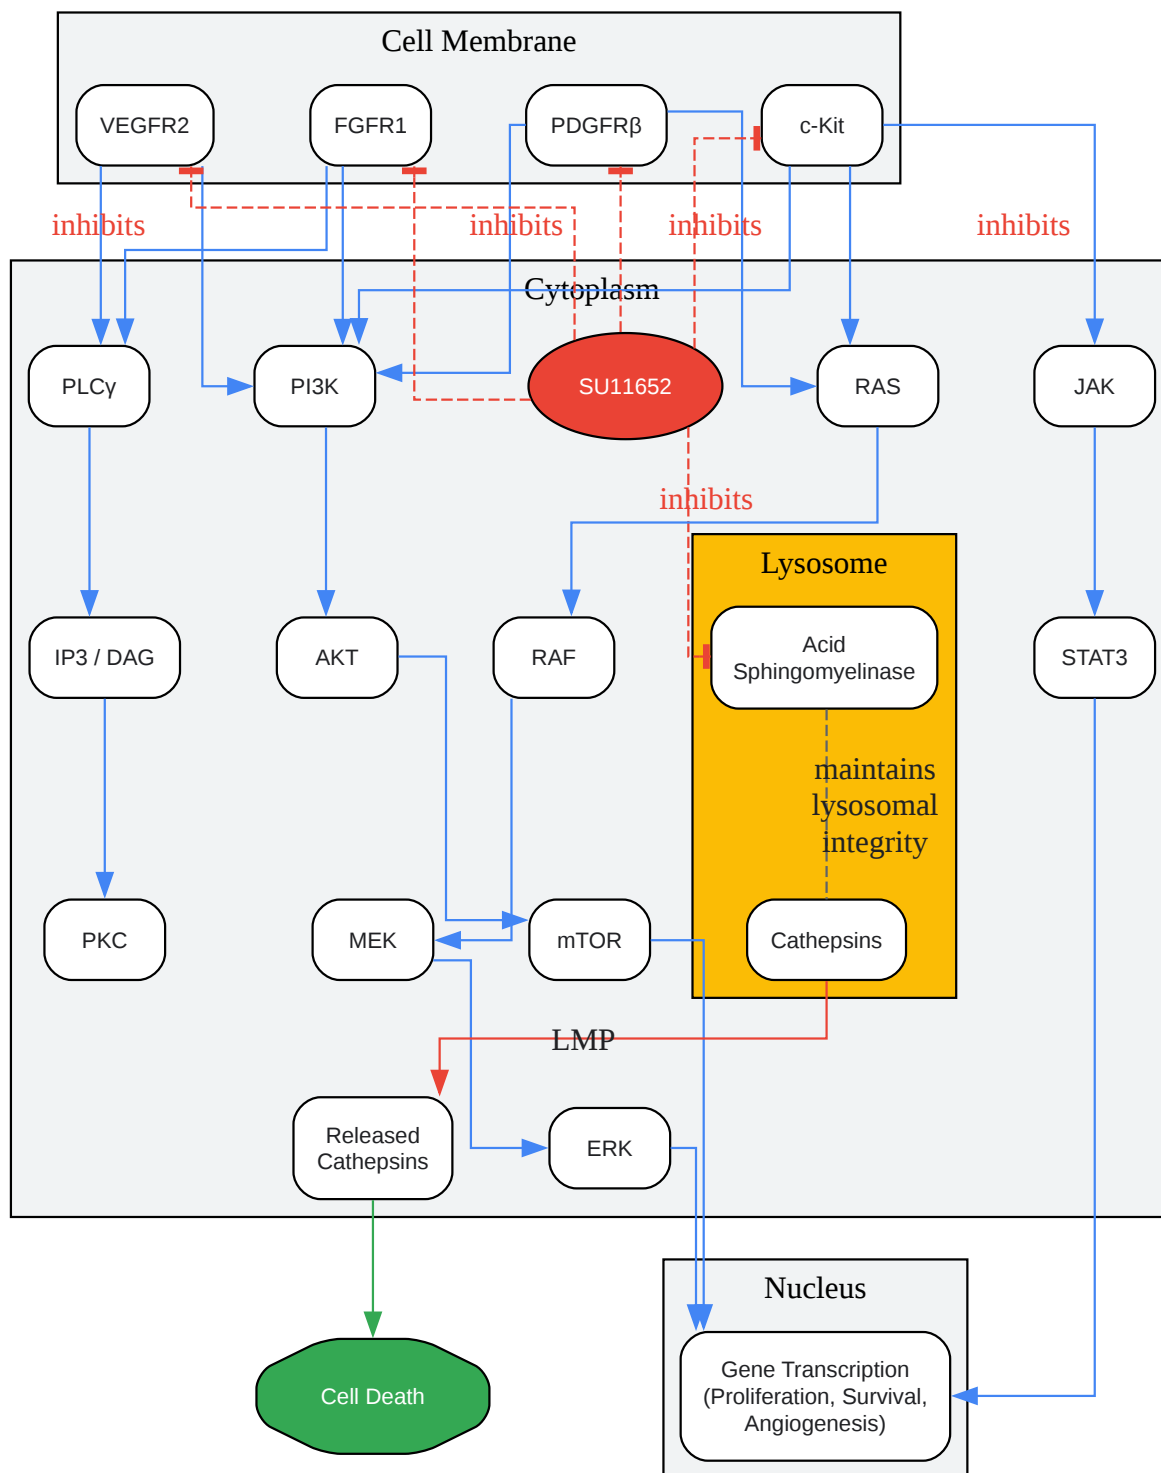 Cell Membrane
VEGFR2
FGFR1
PDGFRβ
c-Kit
inhibits
inhibits
inhibits
inhibits
Cytoplasm
PLCγ
PI3K
SU11652
RAS
JAK
inhibits
Lysosome
IP3 / DAG
AKT
RAF
Acid
Sphingomyelinase
STAT3
maintains
lysosomal
integrity
PKC
MEK
mTOR
Cathepsins
LMP
Released
Cathepsins
ERK
Nucleus
Cell Death
Gene Transcription
(Proliferation, Survival,
Angiogenesis)